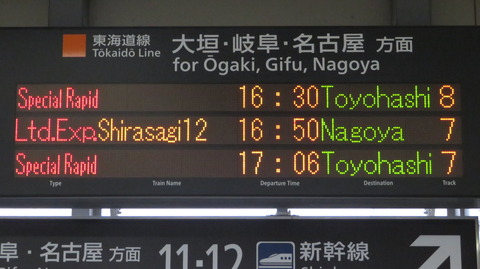 東海道線 大垣・岐阜・名古屋 方面
Tōkaidō Line for Ōgaki, Gifu, Nagoya
Special Rapid 16:30 Toyohashi 8
Ltd.Exp. Shirasagi12 16:50 Nagoya 7
Special Rapid 17:06 Toyohashi 7
Type Train Name Departure Time Destination Track
阜・名古屋 方面 11·12 新幹線